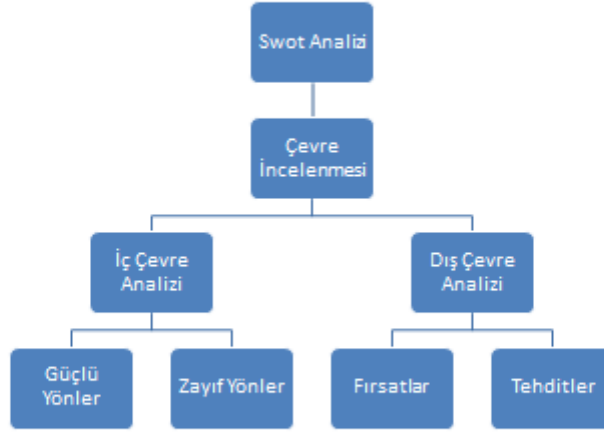 Swot Analizi
Çevre
İncelenmesi
İç Çevre
Analizi
Dış Çevre
Analizi
Güçlü
Yönler
Zayıf Yönler
Fırsatlar
Tehditler